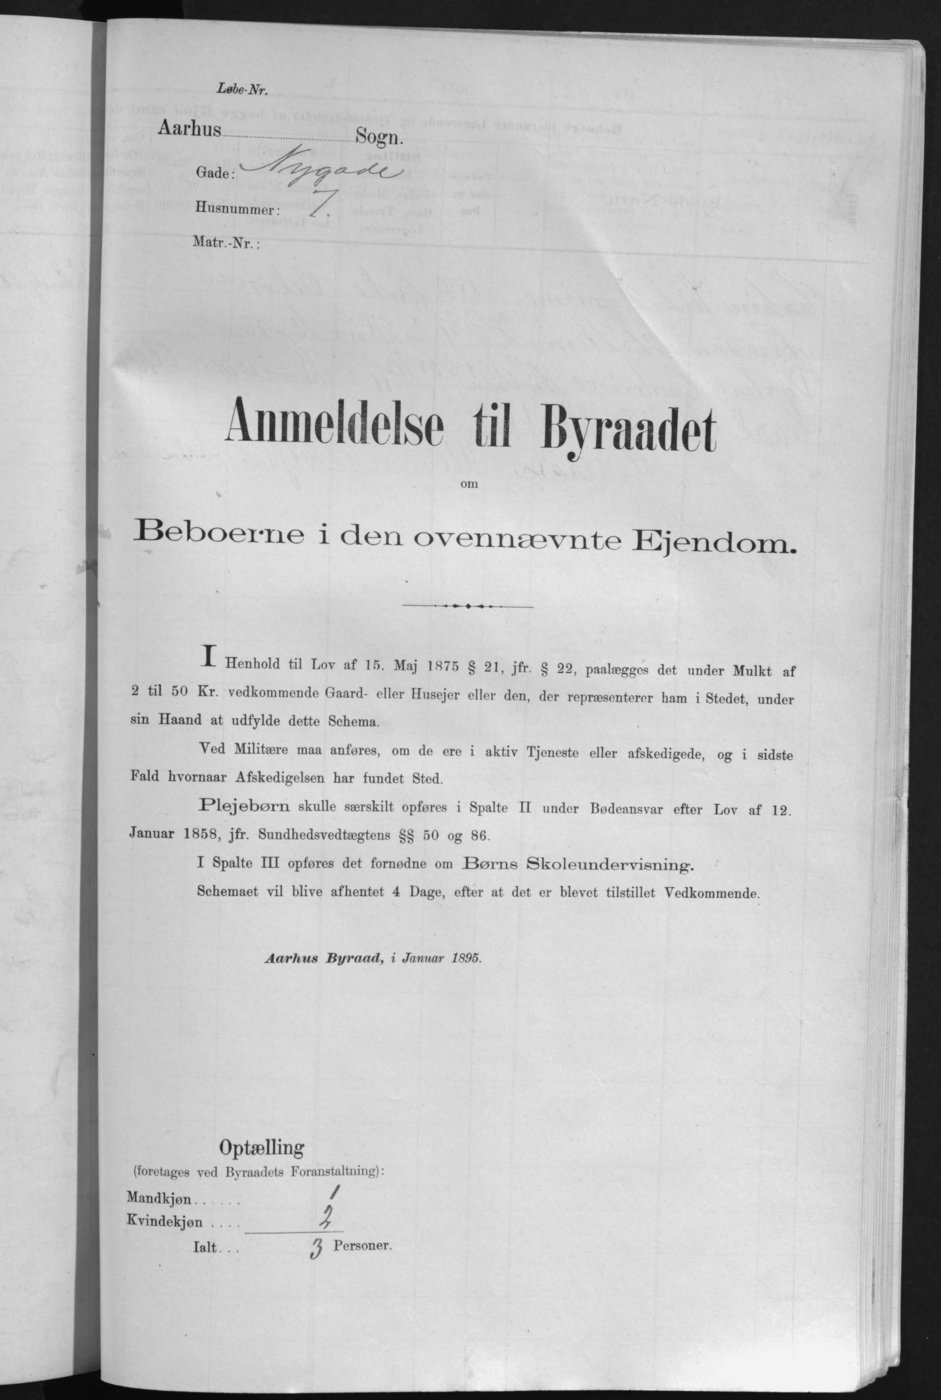 Løbe-Nr.
Aarhus Sogn.
Gade: Nygade
Husnummer: 7.
Matr.-Nr.:
Anmeldelse til Byraadet
om
Beboerne i den ovennævnte Ejendom.
I Henhold til Lov af 15. Maj 1875 § 21, jfr. § 22, paalægges det under Mulkt af
2 til 50 Kr. vedkommende Gaard- eller Husejer eller den, der repræsenterer ham i Stedet, under
sin Haand at udfylde dette Schema.
Ved Militære maa anføres, om de ere i aktiv Tjeneste eller afskedigede, og i sidste
Fald hvornaar Afskedigelsen har fundet Sted.
Plejebørn skulle særskilt opføres i Spalte II under Bødeansvar efter Lov af 12.
Januar 1858, jfr. Sundhedsvedtægtens §§ 50 og 86.
I Spalte III opføres det fornødne om Børns Skoleundervisning.
Schemaet vil blive afhentet 4 Dage, efter at det er blevet tilstillet Vedkommende.
Aarhus Byraad, i Januar 1895.
Optælling
(foretages ved Byraadets Foranstaltning):
Mandkjøn...... 1
Kvindekjøn .... 2
Ialt... 3 Personer.